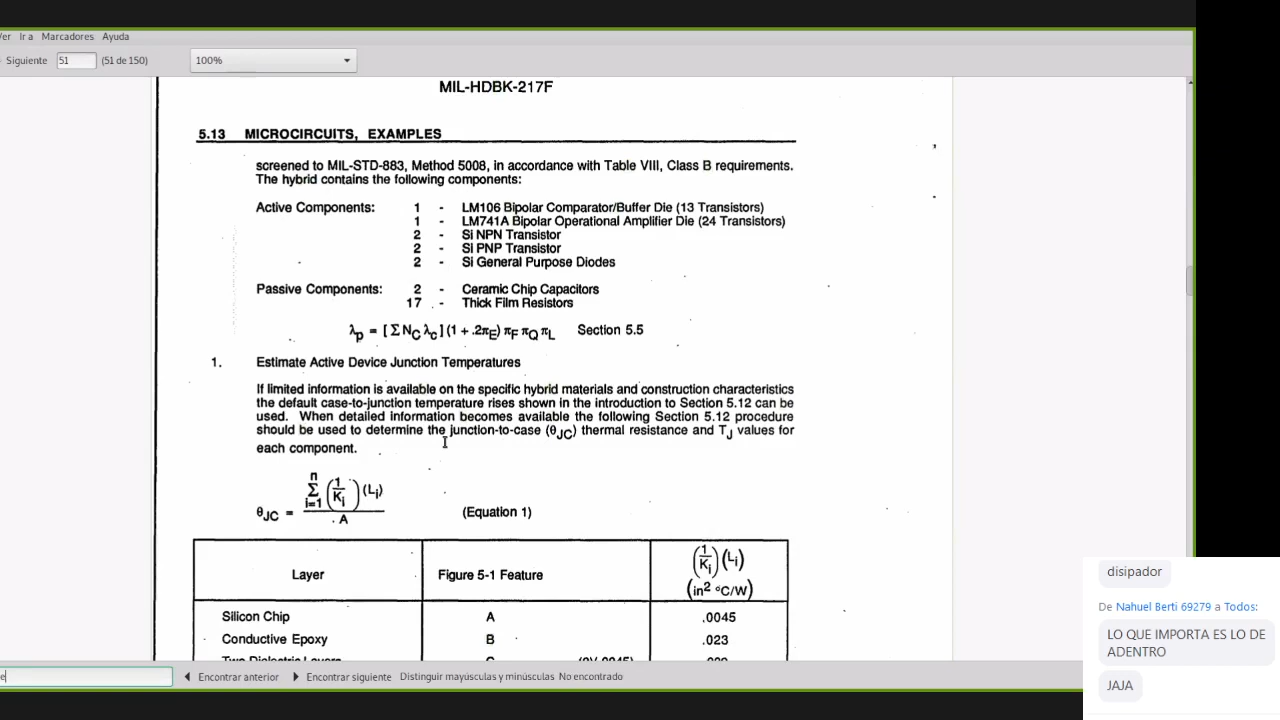 Ver Ir a Marcadores Ayuda
Siguiente 51 (51 de 150) 100%
MIL-HDBK-217F
5.13 MICROCIRCUITS, EXAMPLES
screened to MIL-STD-883, Method 5008, in accordance with Table VIII, Class B requirements.
The hybrid contains the following components:
Active Components: 1 - LM106 Bipolar Comparator/Buffer Die (13 Transistors)
1 - LM741A Bipolar Operational Amplifier Die (24 Transistors)
2 - Si NPN Transistor
2 - Si PNP Transistor
2 - Si General Purpose Diodes
Passive Components: 2 - Ceramic Chip Capacitors
17 - Thick Film Resistors
λp = [ Σ NC λc ] (1 + .2πE) πF πQ πL Section 5.5
1. Estimate Active Device Junction Temperatures
If limited information is available on the specific hybrid materials and construction characteristics
the default case-to-junction temperature rises shown in the introduction to Section 5.12 can be
used. When detailed information becomes available the following Section 5.12 procedure
should be used to determine the junction-to-case (θJC) thermal resistance and TJ values for
each component.
θJC = Σ i=1 n (1/Ki) (Li) / A (Equation 1)
Layer Figure 5-1 Feature (1/Ki) (Li) (in2 °C/W)
Silicon Chip A .0045
Conductive Epoxy B .023
e Encontrar anterior Encontrar siguiente Distinguir mayúsculas y minúsculas No encontrado
disipador
De Nahuel Berti 69279 a Todos:
LO QUE IMPORTA ES LO DE
ADENTRO
JAJA